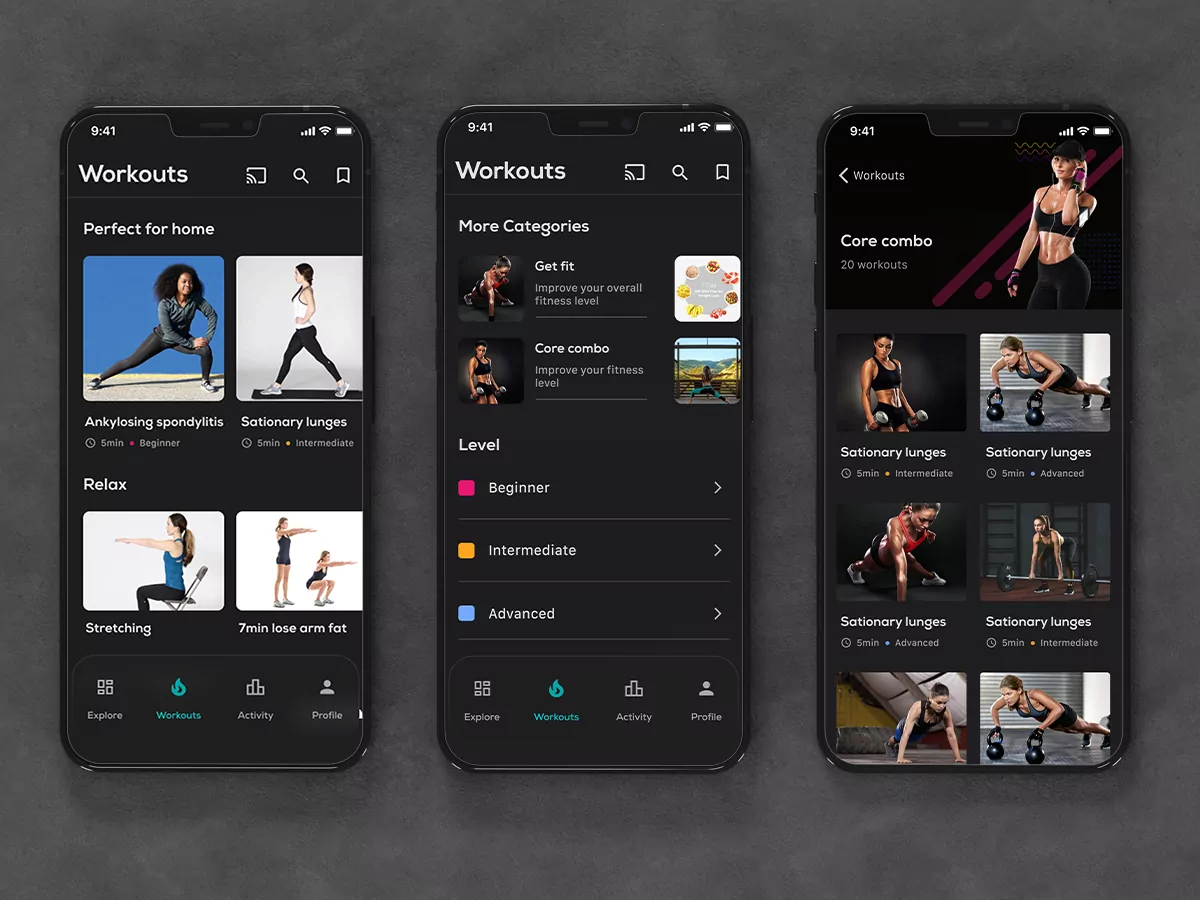 9:41
Workouts
Perfect for home
Ankylosing spondylitis
5min • Beginner
Sationary lunges
5min • Intermediate
Relax
Stretching
7min lose arm fat
Explore
Workouts
Activity
Profile
9:41
Workouts
More Categories
Get fit
Improve your overall
fitness level
Core combo
Improve your fitness
level
Level
Beginner
Intermediate
Advanced
Explore
Workouts
Activity
Profile
9:41
Workouts
Core combo
20 workouts
Sationary lunges
5min • Intermediate
Sationary lunges
5min • Advanced
Sationary lunges
5min • Advanced
Sationary lunges
5min • Intermediate